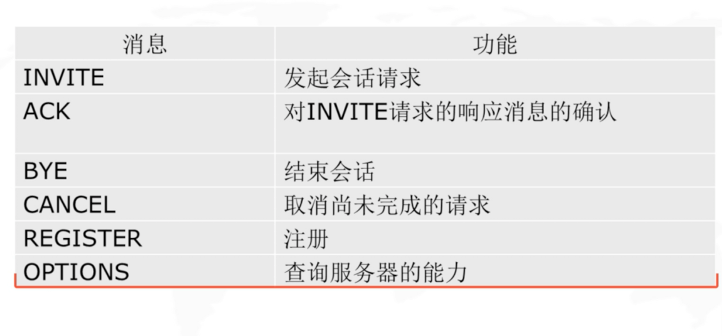 消息 功能
INVITE 发起会话请求
ACK 对INVITE请求的响应消息的确认
BYE 结束会话
CANCEL 取消尚未完成的请求
REGISTER 注册
OPTIONS 查询服务器的能力